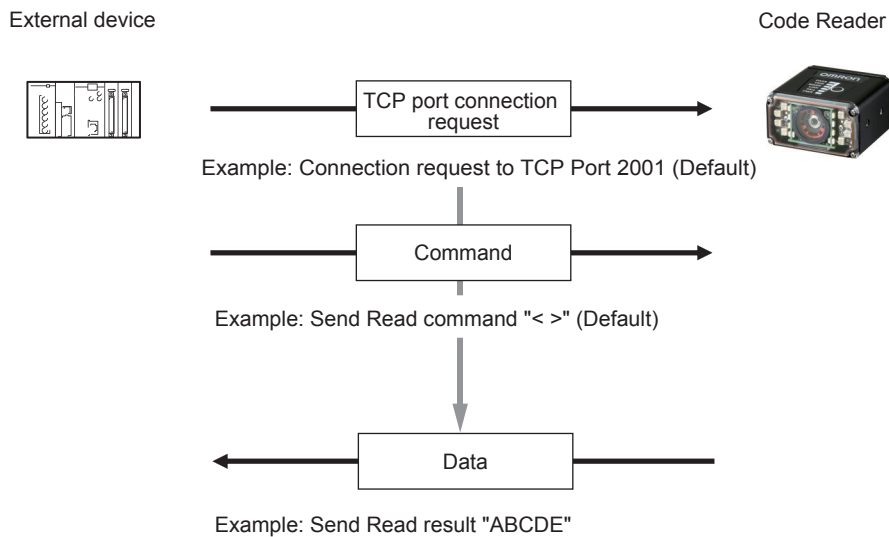 External device
Code Reader
TCP port connection
request
omron
Example: Connection request to TCP Port 2001 (Default)
Command
Example: Send Read command "< >" (Default)
Data
Example: Send Read result "ABCDE"